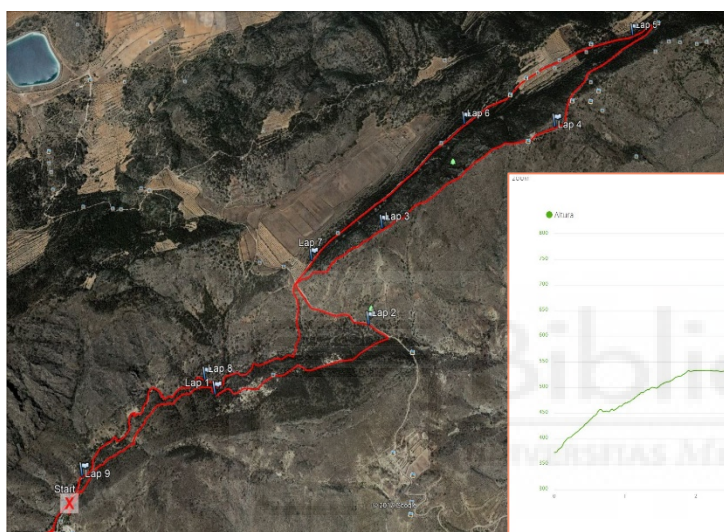 Lap 5
Lap 6
Lap 4
Lap 3
Lap 7
Lap 2
Lap 8
Lap 1
Lap 9
Start
X
Altura
800
750
700
650
600
550
500
450
400
350
300
0
1
2
Biblio
UNIVERSITAS M